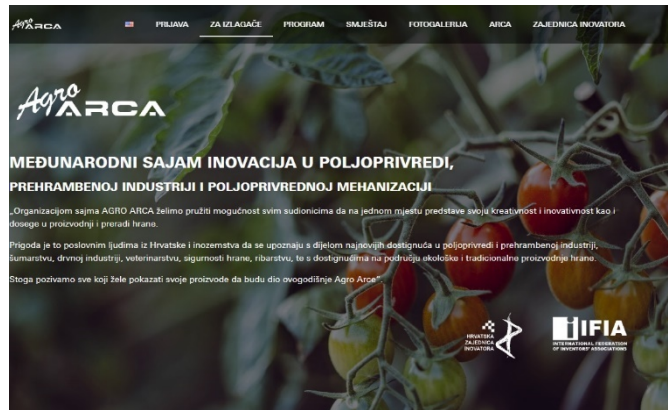 Agro ARCA
PRIJAVA ZA IZLAGAČE PROGRAM SMJEŠTAJ FOTOGALERIJA ARCA ZAJEDNICA INOVATORA
Agro ARCA
MEĐUNARODNI SAJAM INOVACIJA U POLJOPRIVREDI,
PREHRAMBENOJ INDUSTRIJI I POLJOPRIVREDNOJ MEHANIZACIJI
„Organizacijom sajma AGRO ARCA želimo pružiti mogućnost svim sudionicima da na jednom mjestu predstave svoju kreativnost i inovativnost kao i
dosege u proizvodnji i preradi hrane.
Prigoda je to poslovnim ljudima iz Hrvatske i inozemstva da se upoznaju s dijelom najnovijih dostignuća u poljoprivredi i prehrambenoj industriji,
šumarstvu, drvnoj industriji, veterinarstvu, sigurnosti hrane, ribarstvu, te s dostignućima na području ekološke i tradicionalne proizvodnje hrane.
Stoga pozivamo sve koji žele pokazati svoje proizvode da budu dio ovogodišnje Agro Arce“.
HRVATSKA
ZAJEDNICA
INOVATORA
IFIA
INTERNATIONAL FEDERATION
OF INVENTORS' ASSOCIATIONS